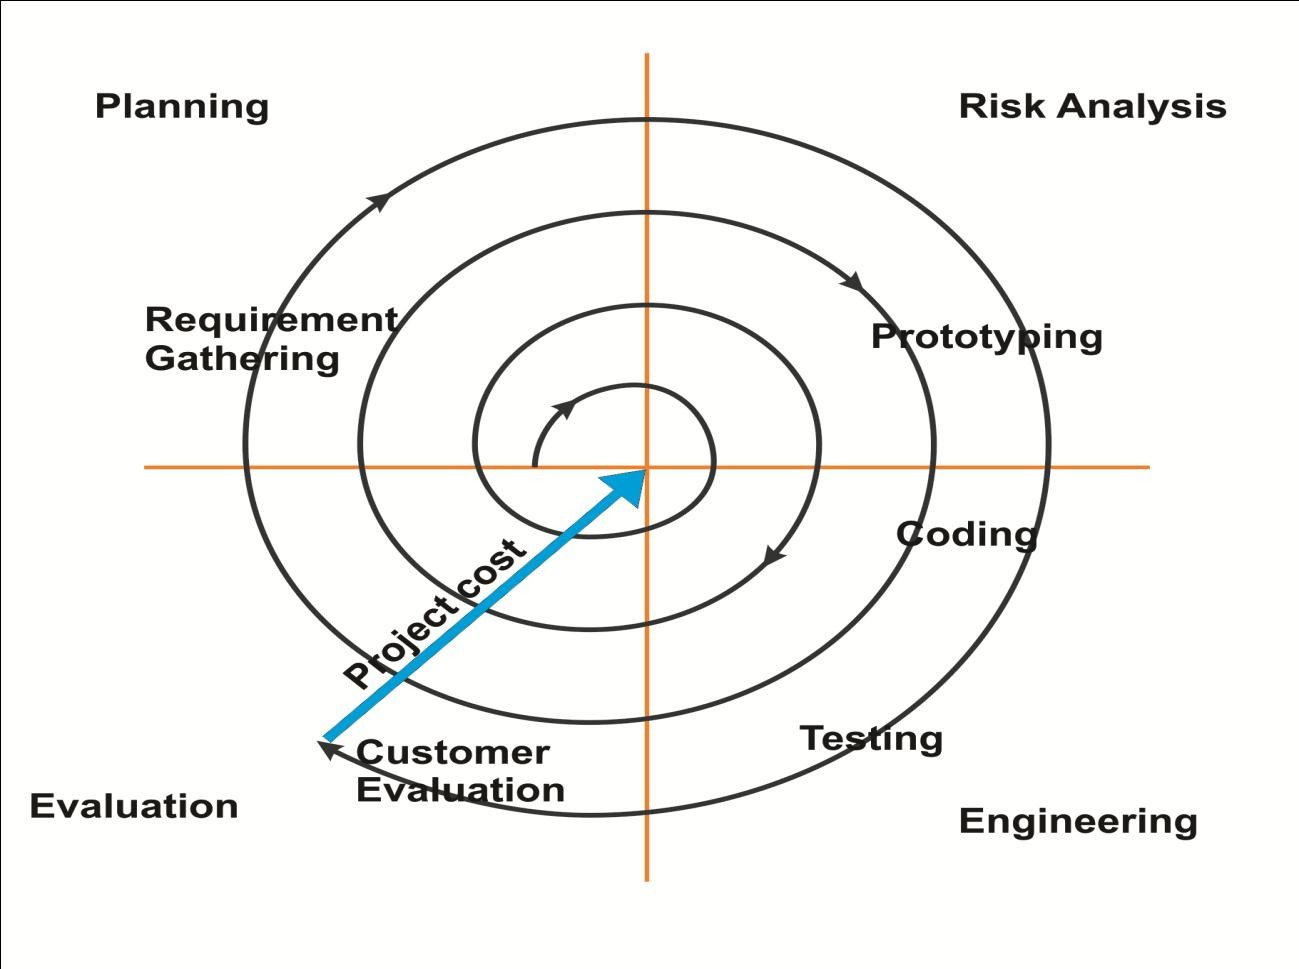 Planning
Risk Analysis
Requirement
Gathering
Prototyping
Coding
Project cost
Testing
Customer
Evaluation
Evaluation
Engineering